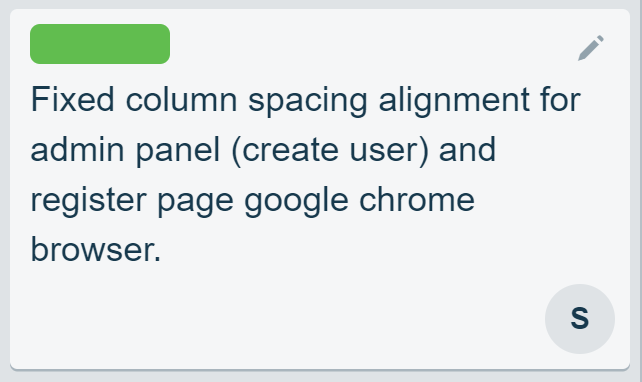 Fixed column spacing alignment for
admin panel (create user) and
register page google chrome
browser.
S